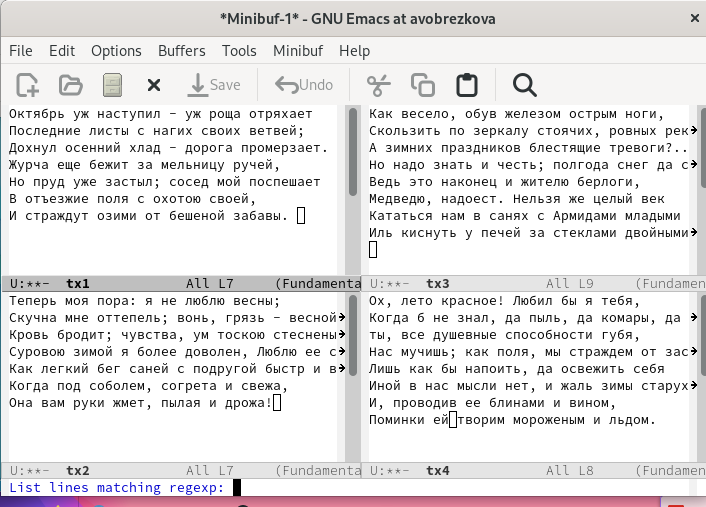 *Minibuf-1* - GNU Emacs at avobrezkova
File Edit Options Buffers Tools Minibuf Help
Save Undo
Октябрь уж наступил - уж роща отряхает
Последние листы с нагих своих ветвей;
Дохнул осенний хлад - дорога промерзает.
Журча еще бежит за мельницу ручей,
Но пруд уже застыл; сосед мой поспешает
В отъезжие поля с охотою своей,
И страждут озими от бешеной забавы.
U:**- tx1 All L7 (Fundamenta
Как весело, обув железом острым ноги,
Скользить по зеркалу стоячих, ровных рек
А зимних праздников блестящие тревоги?..
Но надо знать и честь; полгода снег да с
Ведь это наконец и жителю берлоги,
Медведю, надоест. Нельзя же целый век
Кататься нам в санях с Армидами младыми
Иль киснуть у печей за стеклами двойными
U:**- tx3 All L9 (Fundamen
Теперь моя пора: я не люблю весны;
Скучна мне оттепель; вонь, грязь - весной
Кровь бродит; чувства, ум тоскою стеснены
Суровою зимой я более доволен, Люблю ее с
Как легкий бег саней с подругой быстр и в
Когда под соболем, согрета и свежа,
Она вам руки жмет, пылая и дрожа!
U:**- tx2 All L7 (Fundamenta
Ох, лето красное! Любил бы я тебя,
Когда б не знал, да пыль, да комары, да
ты, все душевные способности губя,
Нас мучишь; как поля, мы страждем от зас
Лишь как бы напоить, да освежить себя
Иной в нас мысли нет, и жаль зимы старух
И, проводив ее блинами и вином,
Поминки ей творим мороженым и льдом.
U:**- tx4 All L8 (Fundamen
List lines matching regexp: